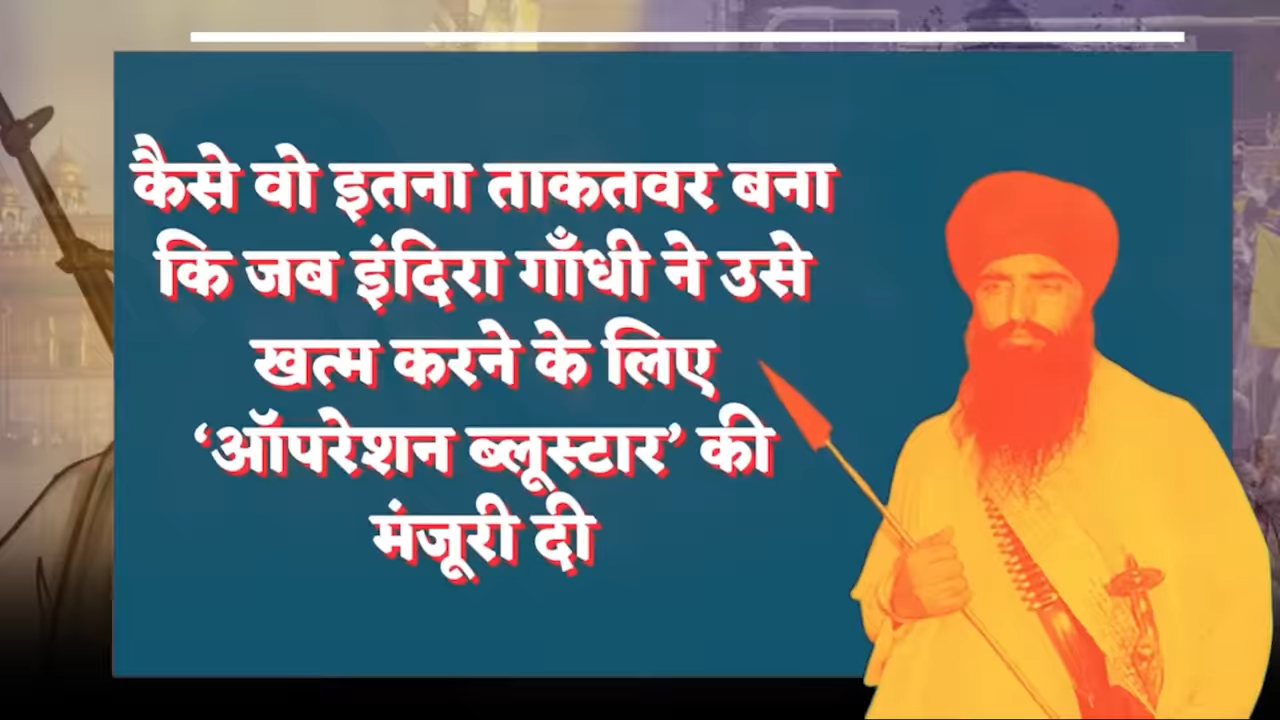 कैसे वो इतना ताकतवर बना
कि जब इंदिरा गाँधी ने उसे
खत्म करने के लिए
‘ऑपरेशन ब्लूस्टार’ की
मंजूरी दी